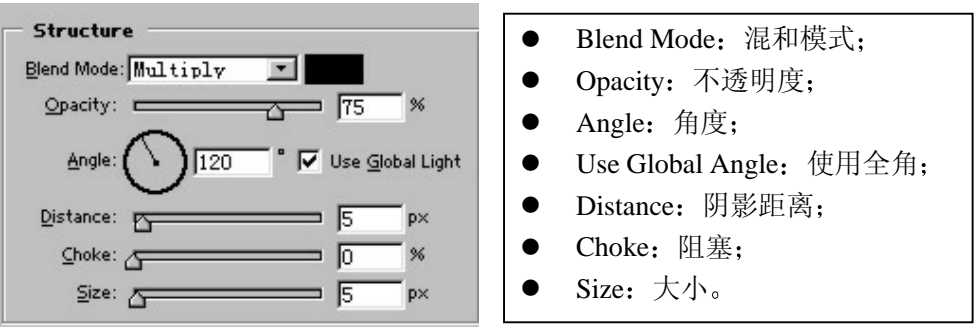 Structure
Blend Mode: Multiply
Opacity: 75 %
Angle: 120 ° Use Global Light
Distance: 5 px
Choke: 0 %
Size: 5 px
● Blend Mode：混和模式；
● Opacity：不透明度；
● Angle：角度；
● Use Global Angle：使用全角；
● Distance：阴影距离；
● Choke：阻塞；
● Size：大小。